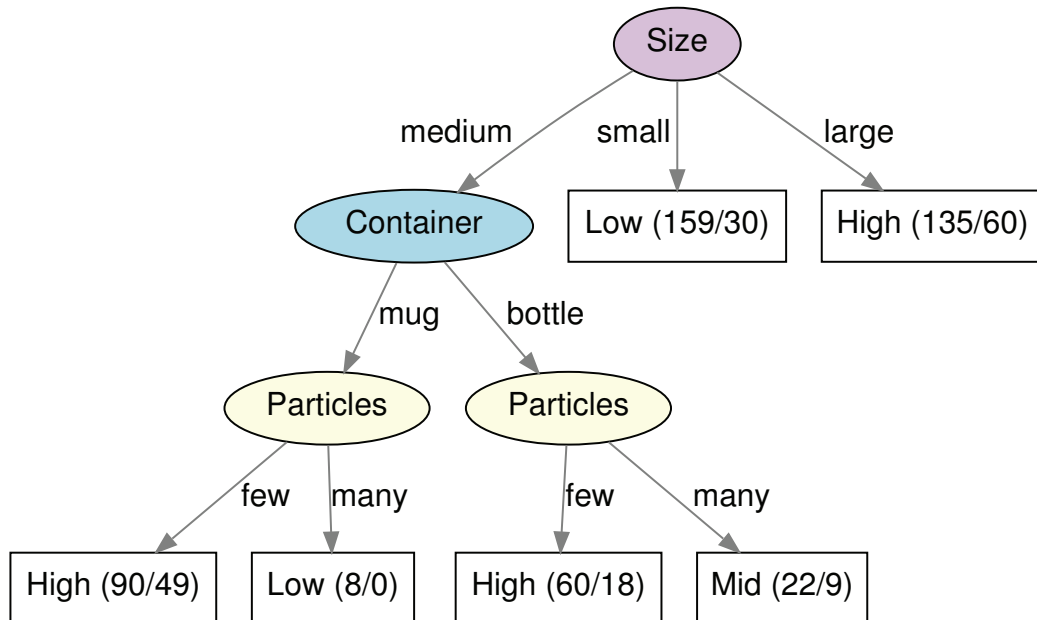 Size
medium
small
large
Container
Low (159/30)
High (135/60)
mug
bottle
Particles
Particles
few
many
few
many
High (90/49)
Low (8/0)
High (60/18)
Mid (22/9)